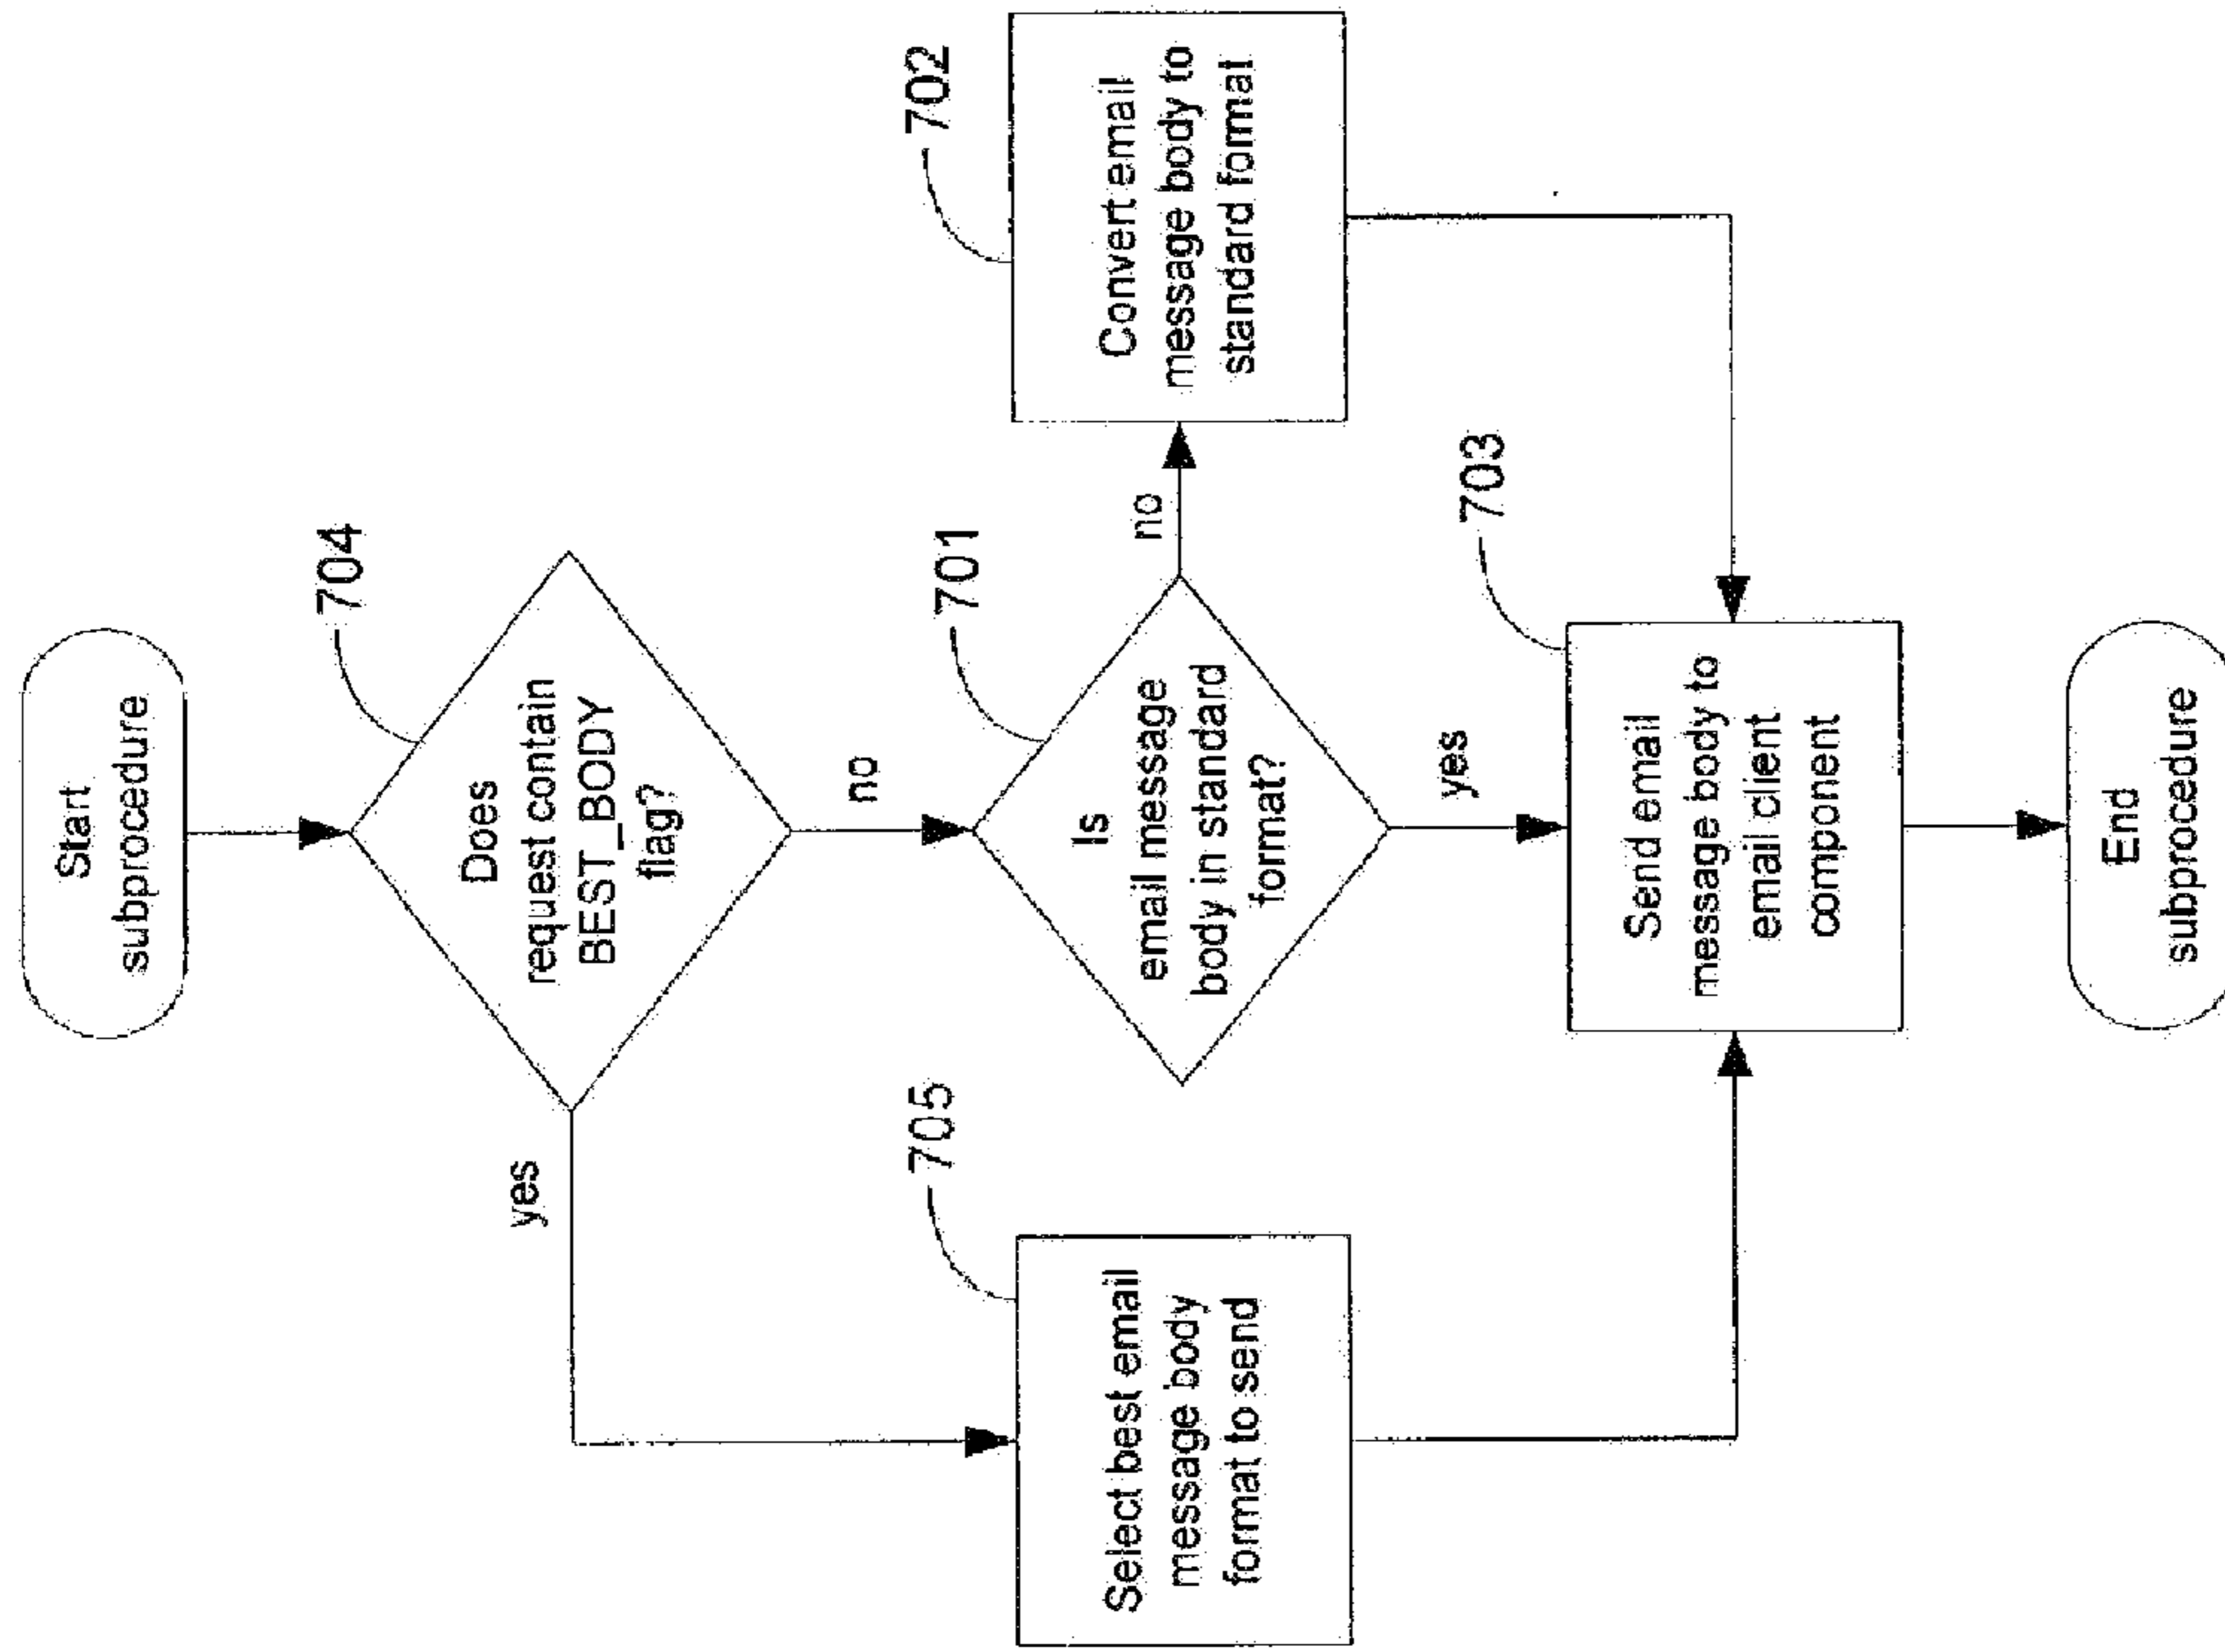 Start
subprocedure
704
Does
request contain
BEST_BODY
flag?
yes
no
705
Select best email
message body
format to send
701
Is
email message
body in standard
format?
no
702
Convert email
message body to
standard format
yes
703
Send email
message body to
email client
component
End
subprocedure